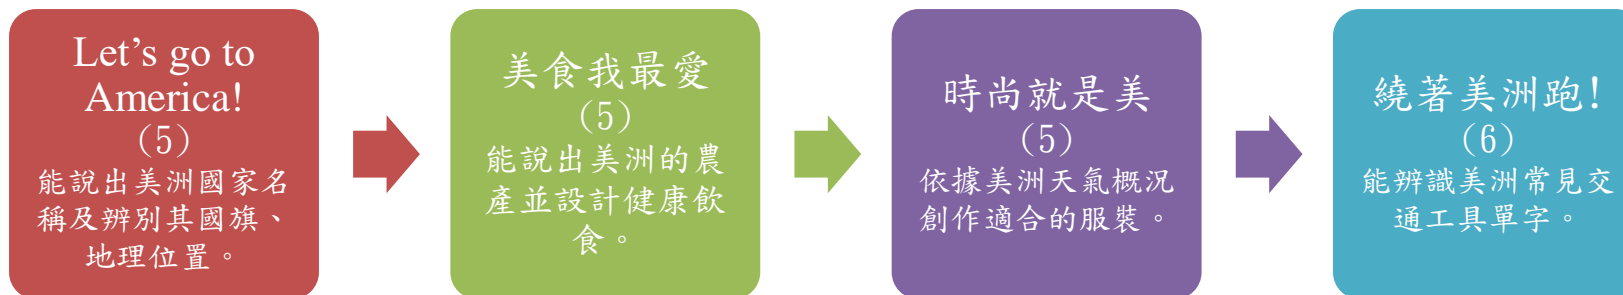 Let’s go to
America!
(5)
能說出美洲國家名
稱及辨別其國旗、
地理位置。
美食我最愛
(5)
能說出美洲的農
產並設計健康飲
食。
時尚就是美
(5)
依據美洲天氣概況
創作適合的服裝。
繞著美洲跑!
(6)
能辨識美洲常見交
通工具單字。